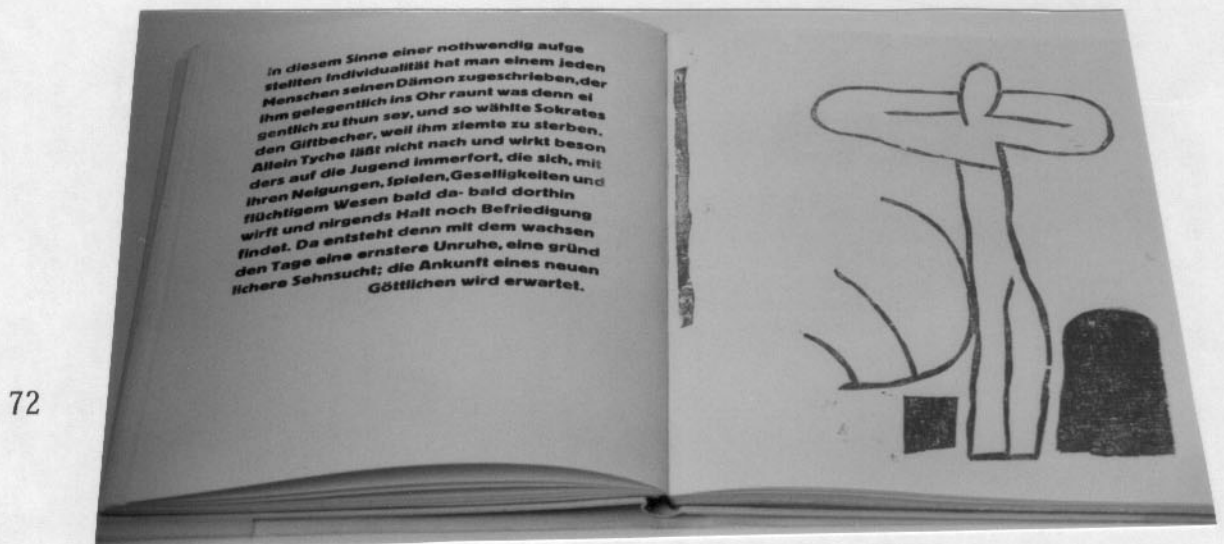 In diesem Sinne einer nothwendig aufge
stellten Individualität hat man einem jeden
Menschen seinen Dämon zugeschrieben, der
ihm gelegentlich ins Ohr raunt was denn ei
gentlich zu thun sey, und so wählte Sokrates
den Giftbecher, weil ihm ziemte zu sterben.
Allein Tyche läßt nicht nach und wirkt beson
ders auf die Jugend immerfort, die sich, mit
ihren Neigungen, Spielen, Geselligkeiten und
flüchtigem Wesen bald da- bald dorthin
wirft und nirgends Halt noch Befriedigung
findet. Da entsteht denn mit dem wachsen
den Tage eine ernstere Unruhe, eine gründ
lichere Sehnsucht; die Ankunft eines neuen
Göttlichen wird erwartet.
72